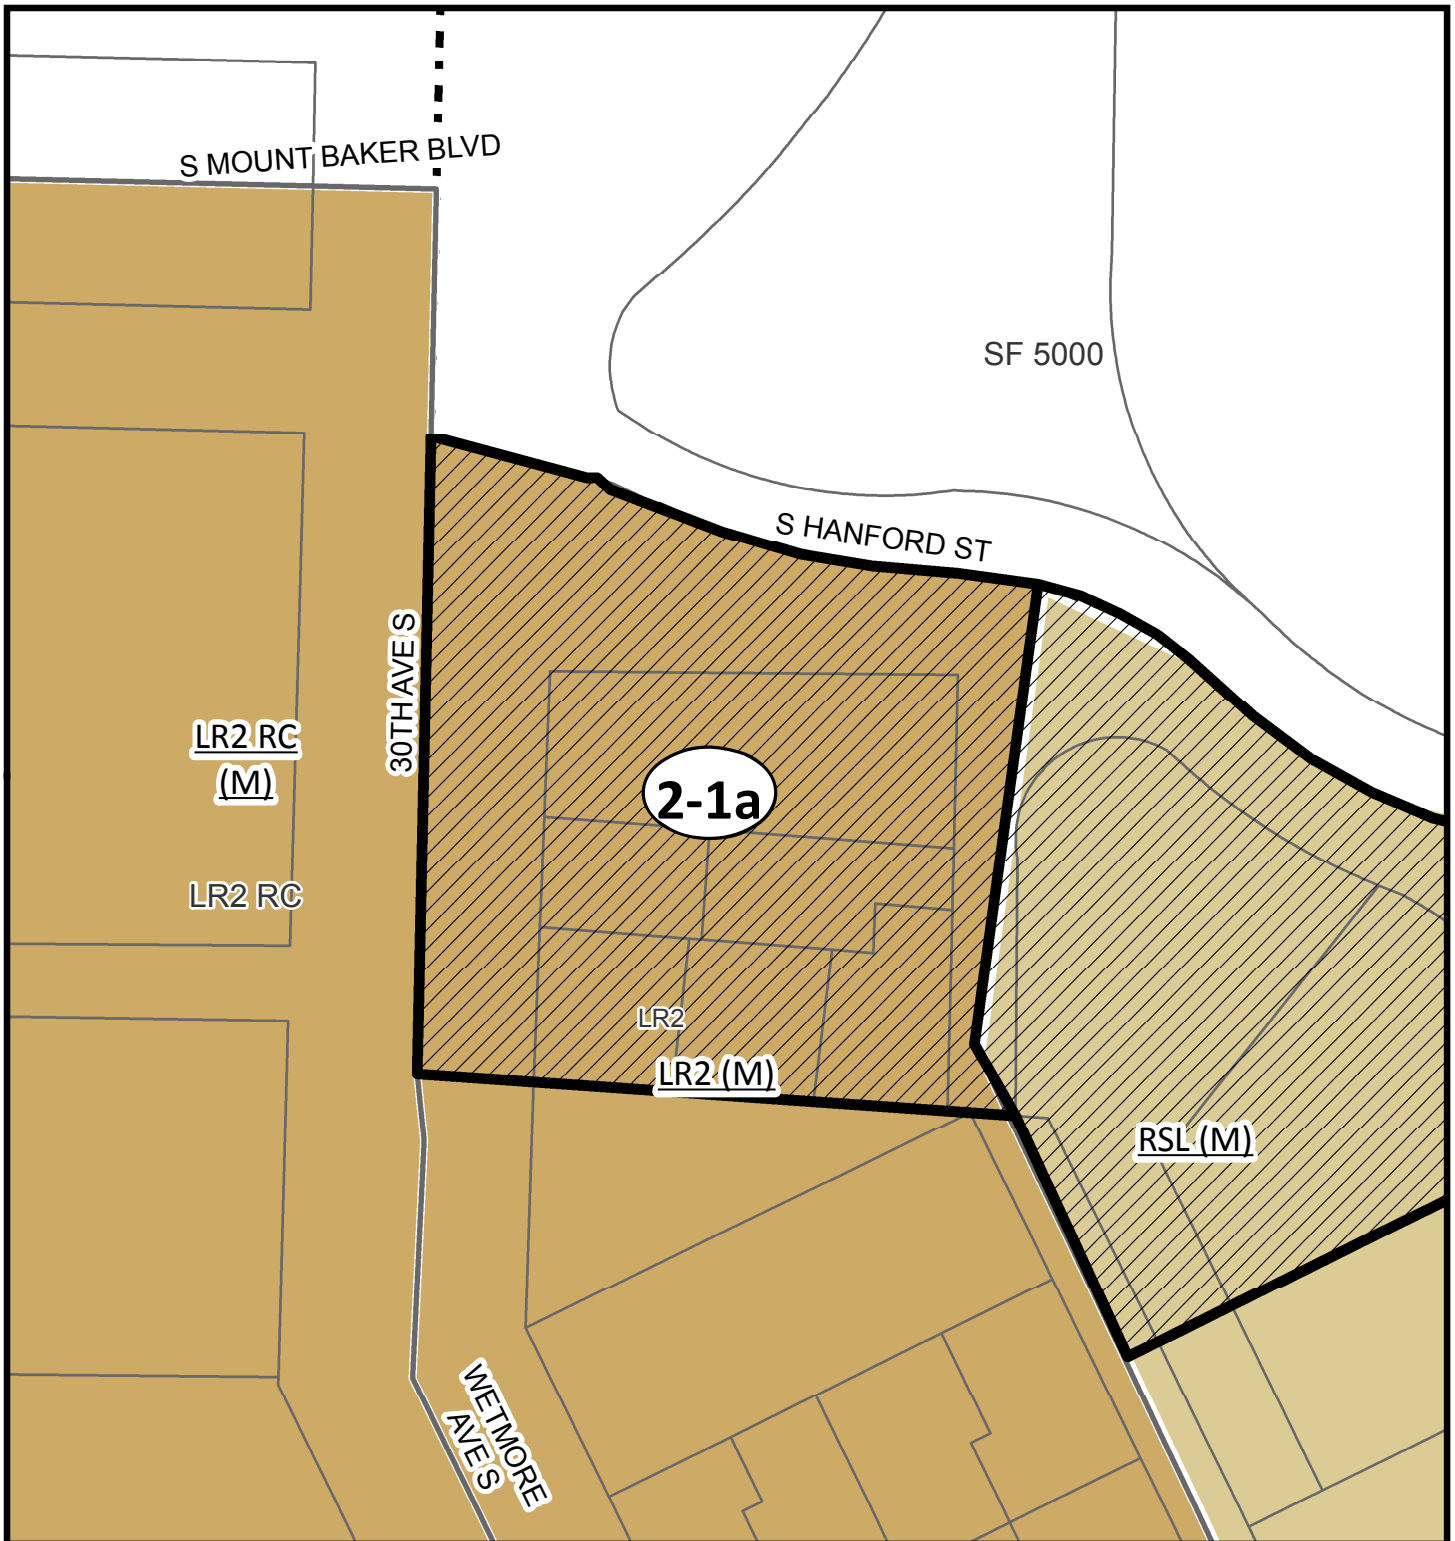 S MOUNT BAKER BLVD
SF 5000
S HANFORD ST
30TH AVE S
LR2 RC
(M)
2-1a
LR2 RC
LR2
LR2 (M)
RSL (M)
WETMORE
AVE S